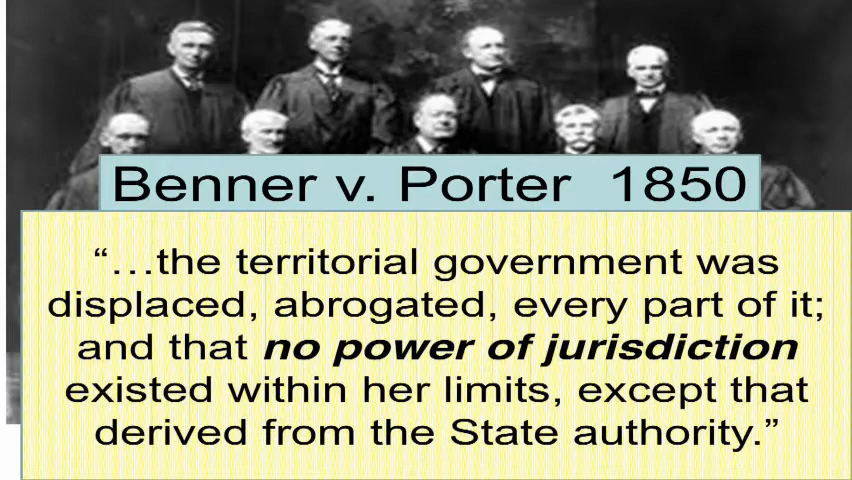 Benner v. Porter 1850
“…the territorial government was
displaced, abrogated, every part of it;
and that no power of jurisdiction
existed within her limits, except that
derived from the State authority.”